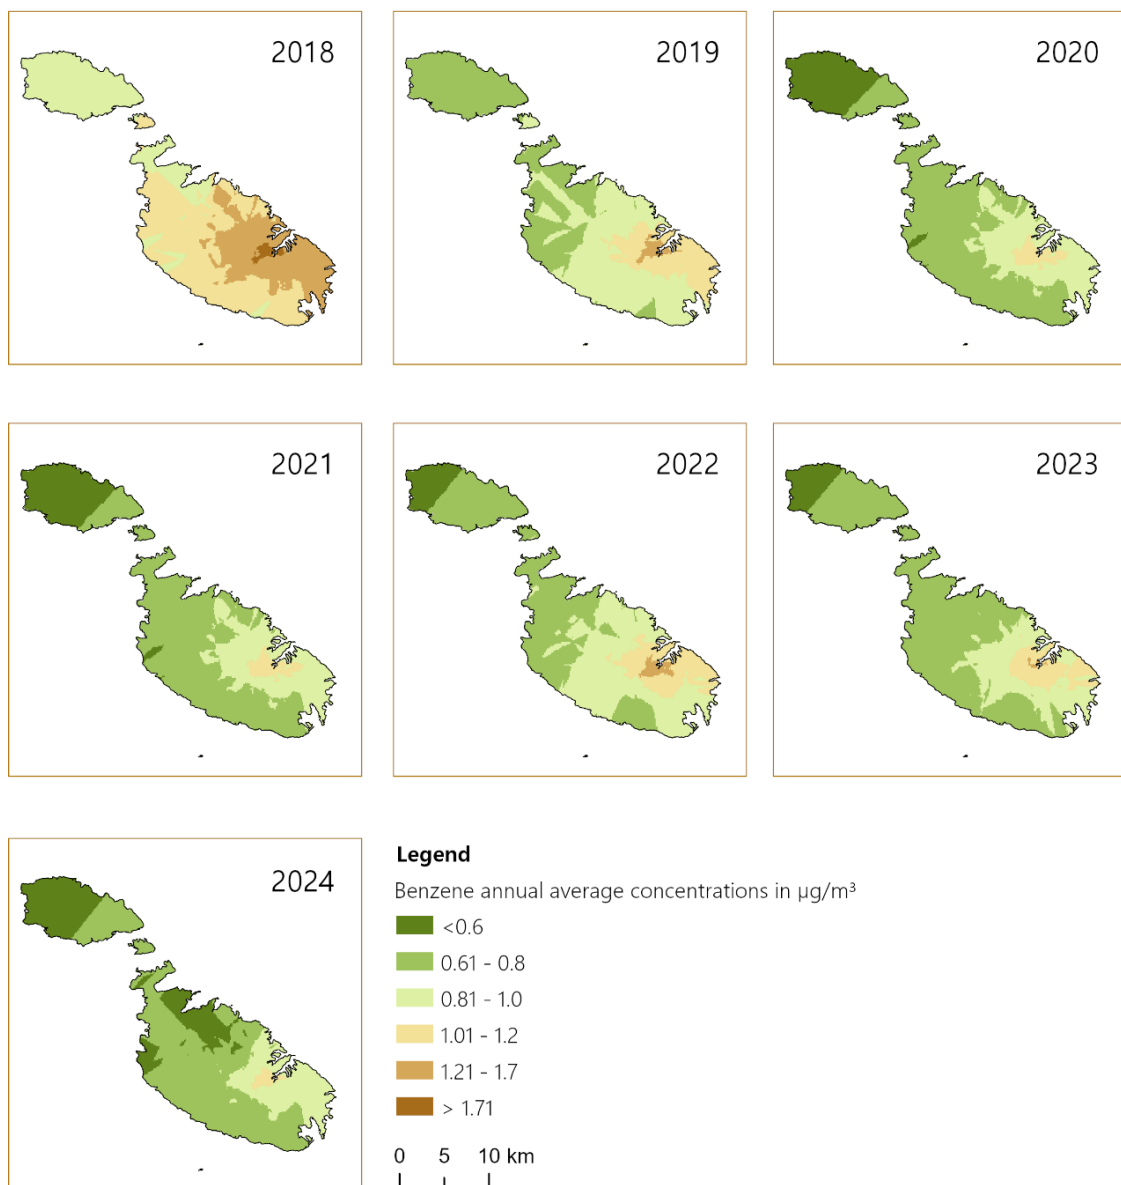 2018
2019
2020
2021
2022
2023
2024
Legend
Benzene annual average concentrations in µg/m³
<0.6
0.61 - 0.8
0.81 - 1.0
1.01 - 1.2
1.21 - 1.7
> 1.71
0 5 10 km